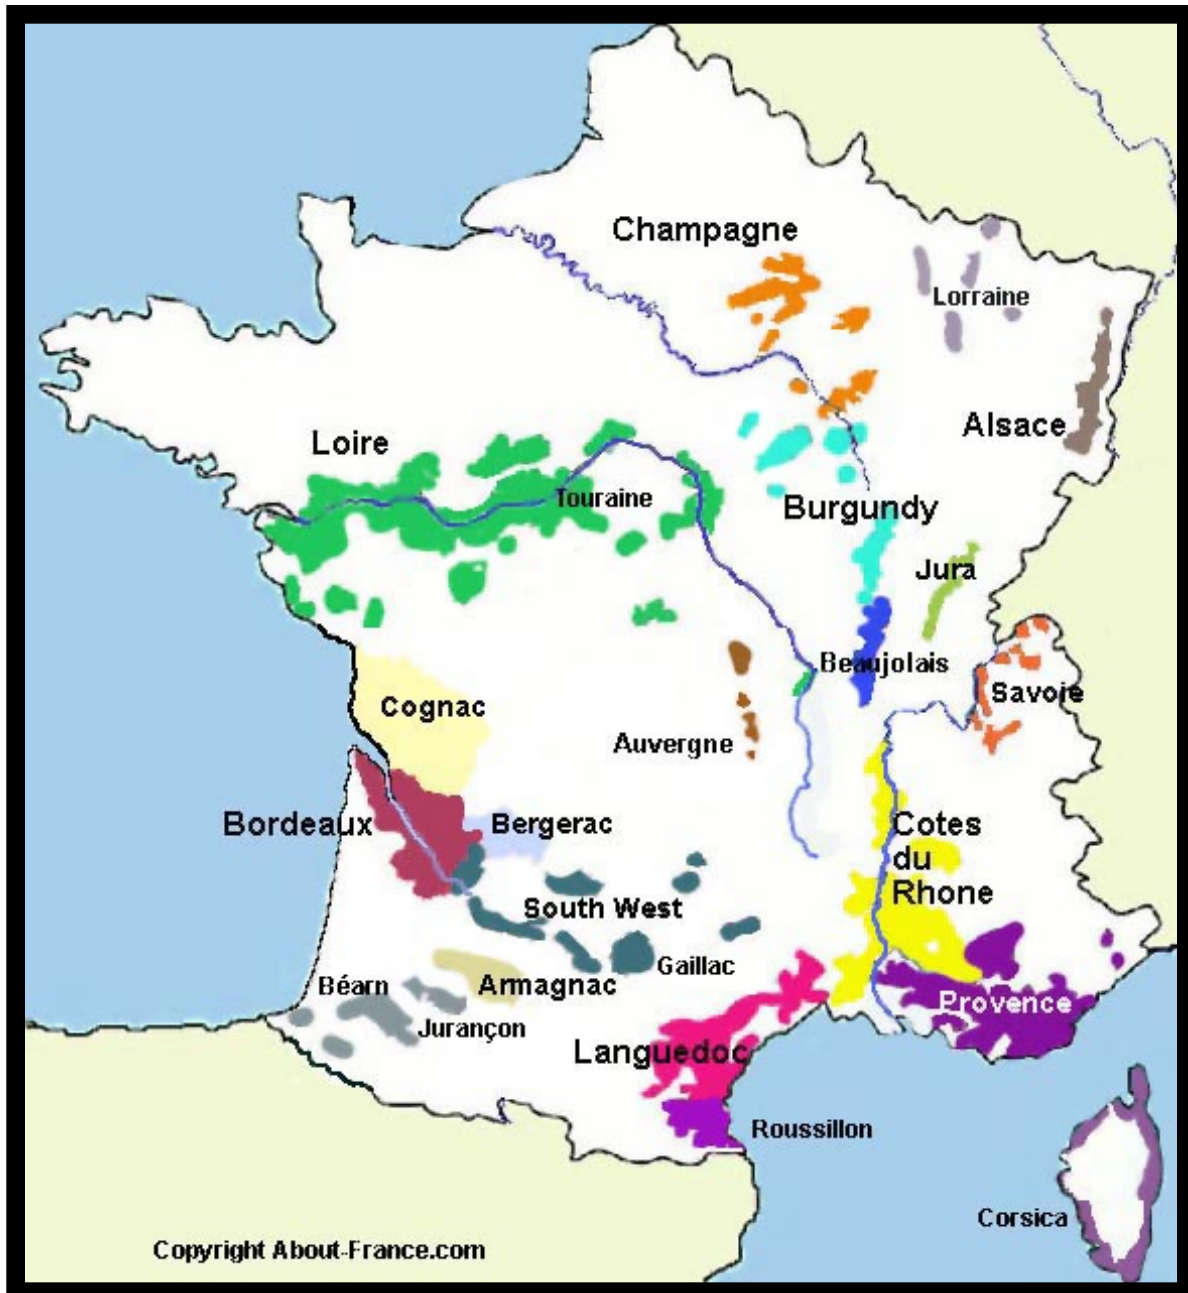 Champagne
Lorraine
Alsace
Loire
Touraine
Burgundy
Jura
Beaujolais
Savoie
Cognac
Auvergne
Bordeaux
Bergerac
Cotes
du
Rhone
South West
Gaillac
Béarn
Armagnac
Jurançon
Provence
Languedoc
Roussillon
Corsica
Copyright About-France.com